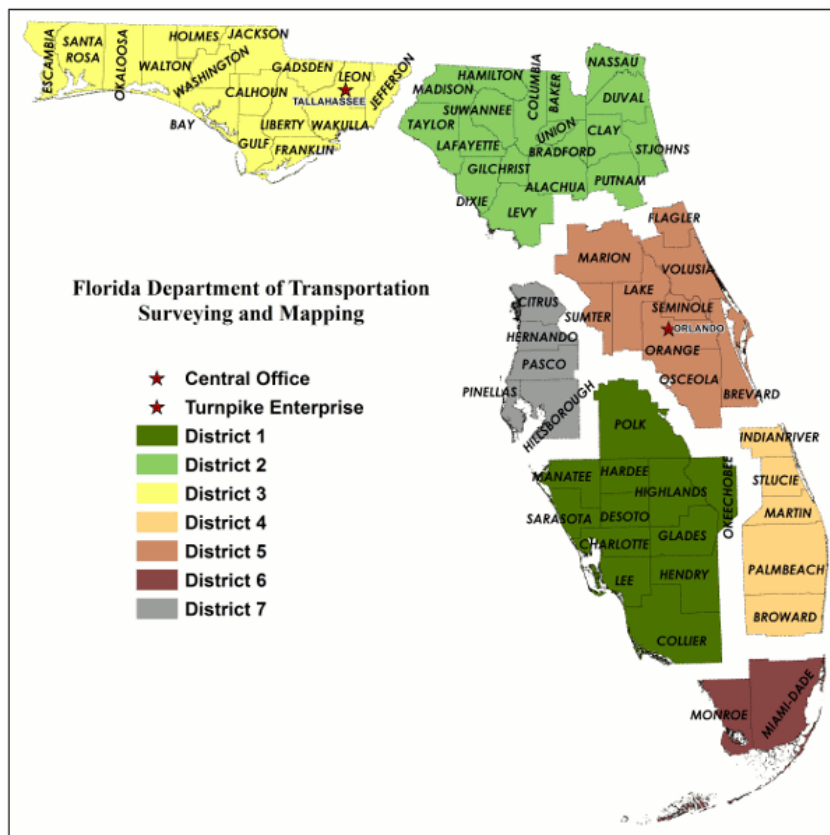 ESCAMBIA
SANTA
ROSA
OKALOOSA
HOLMES
JACKSON
WALTON
WASHINGTON
GADSDEN
LEON
TALLAHASSEE
JEFFERSON
CALHOUN
BAY
LIBERTY
WAKULLA
GULF
FRANKLIN
HAMILTON
MADISON
COLUMBIA
BAKER
NASSAU
DUVAL
SUWANNEE
TAYLOR
UNION
CLAY
LAFAYETTE
BRADFORD
STJOHNS
GILCHRIST
ALACHUA
PUTNAM
DIXIE
LEVY
FLAGLER
MARION
VOLUSIA
LAKE
SEMINOLE
SUMTER
ORLANDO
ORANGE
OSCEOLA
BREVARD
CITRUS
HERNANDO
PASCO
PINELLAS
HILLSBOROUGH
Florida Department of Transportation
Surveying and Mapping
Central Office
Turnpike Enterprise
District 1
District 2
District 3
District 4
District 5
District 6
District 7
POLK
MANATEE
HARDEE
HIGHLANDS
OKEECHOBEE
SARASOTA
DESOTO
CHARLOTTE
GLADES
LEE
HENDRY
COLLIER
INDIANRIVER
STLUCIE
MARTIN
PALMBEACH
BROWARD
MONROE
MIAMI-DADE